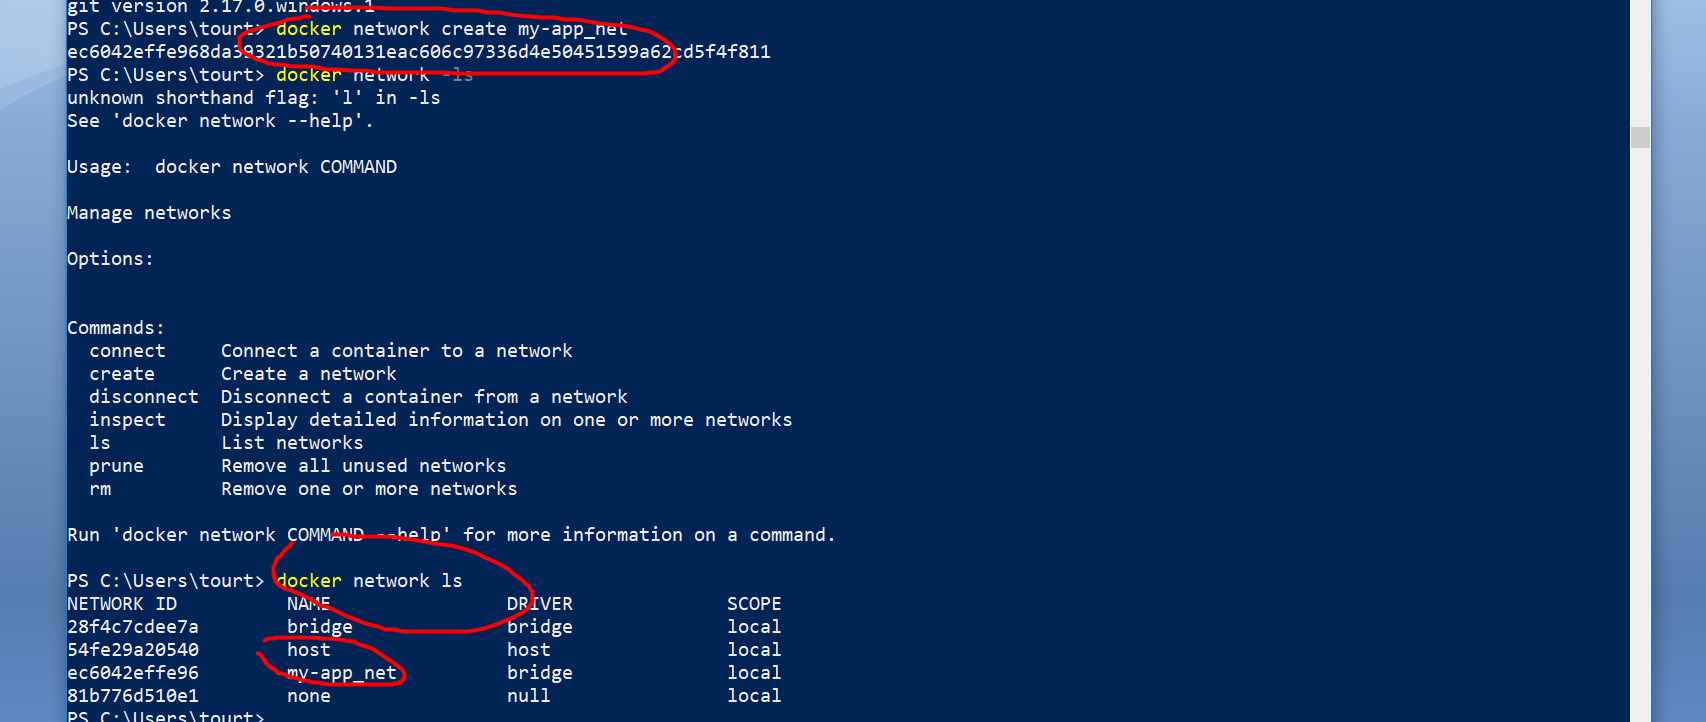 git version 2.17.0.windows.1
PS C:\Users\tourt> docker network create my-app_net
ec6042effe968da39321b50740131eac606c97336d4e50451599a62cd5f4f811
PS C:\Users\tourt> docker network -ls
unknown shorthand flag: 'l' in -ls
See 'docker network --help'.
Usage:  docker network COMMAND
Manage networks
Options:
Commands:
  connect     Connect a container to a network
  create      Create a network
  disconnect  Disconnect a container from a network
  inspect     Display detailed information on one or more networks
  ls          List networks
  prune       Remove all unused networks
  rm          Remove one or more networks
Run 'docker network COMMAND --help' for more information on a command.
PS C:\Users\tourt> docker network ls
NETWORK ID          NAME                DRIVER              SCOPE
28f4c7cdee7a        bridge              bridge              local
54fe29a20540        host                host                local
ec6042effe96        my-app_net          bridge              local
81b776d510e1        none                null                local
PS C:\Users\tourt>